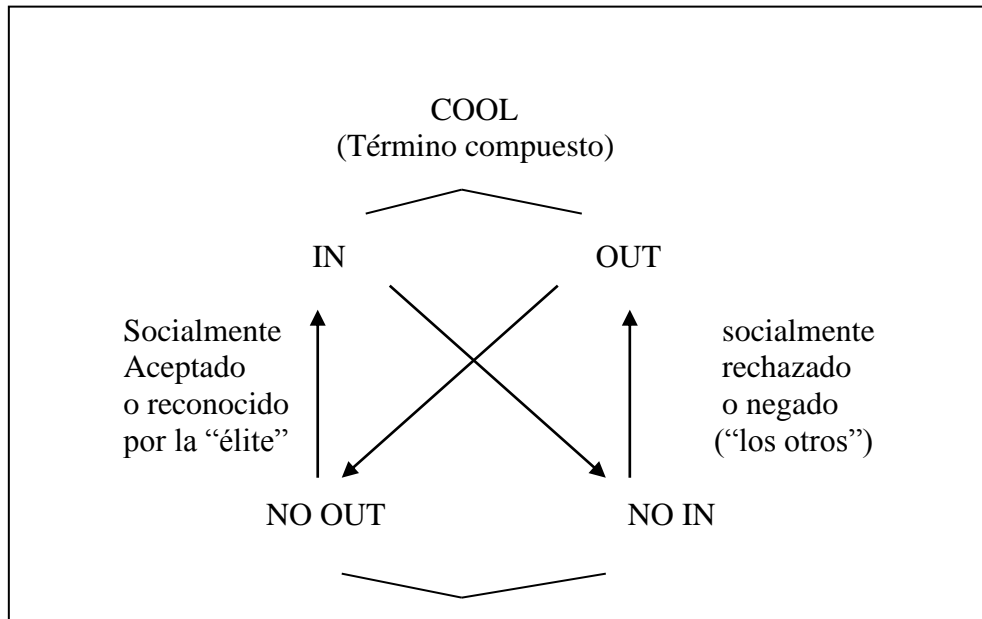 COOL
(Término compuesto)
IN
OUT
Socialmente
Aceptado
o reconocido
por la “élite”
socialmente
rechazado
o negado
(“los otros”)
NO OUT
NO IN